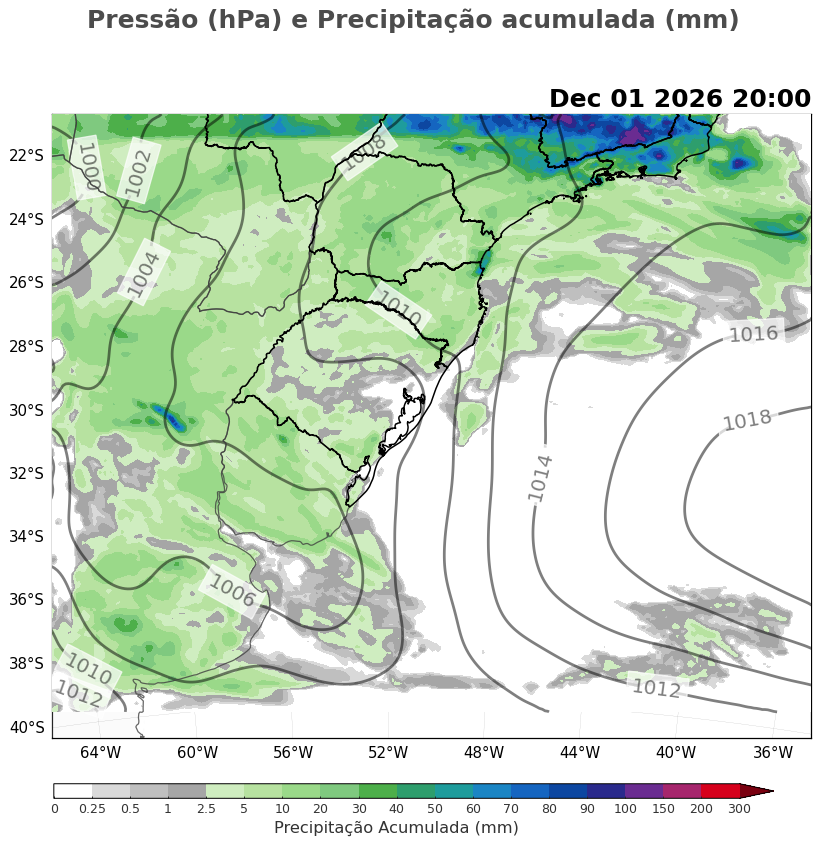 Pressão (hPa) e Precipitação acumulada (mm)
Dec 01 2026 20:00
1000
1002
1008
1004
1010
1016
1018
1014
1006
1010
1012
1012
22°S
24°S
26°S
28°S
30°S
32°S
34°S
36°S
38°S
40°S
64°W 60°W 56°W 52°W 48°W 44°W 40°W 36°W
0 0.25 0.5 1 2.5 5 10 20 30 40 50 60 70 80 90 100 150 200 300
Precipitação Acumulada (mm)